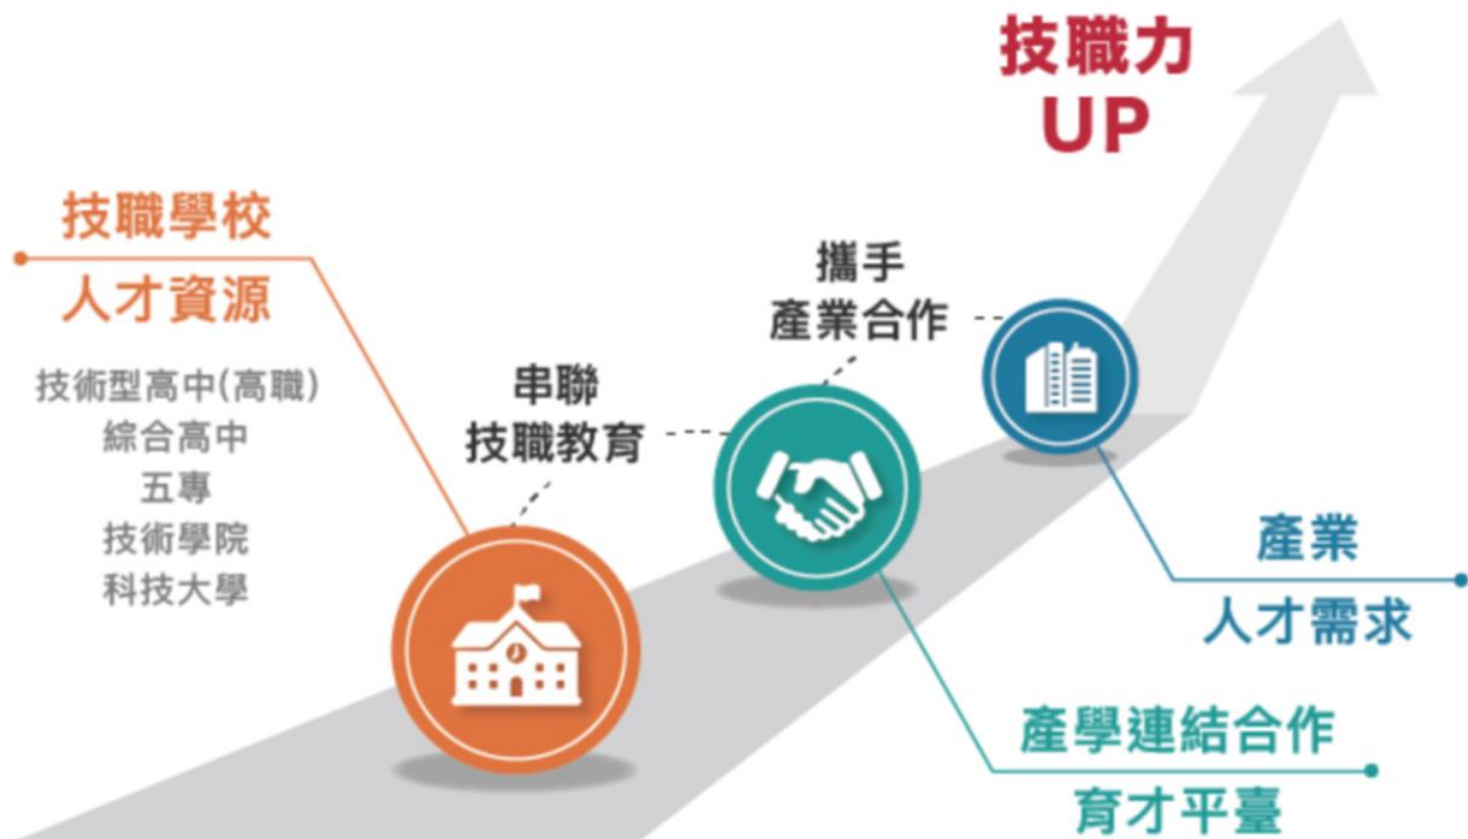 技職力
UP
技職學校
人才資源
技術型高中(高職)
綜合高中
五專
技術學院
科技大學
串聯
技職教育
攜手
產業合作
產業
人才需求
產學連結合作
育才平臺